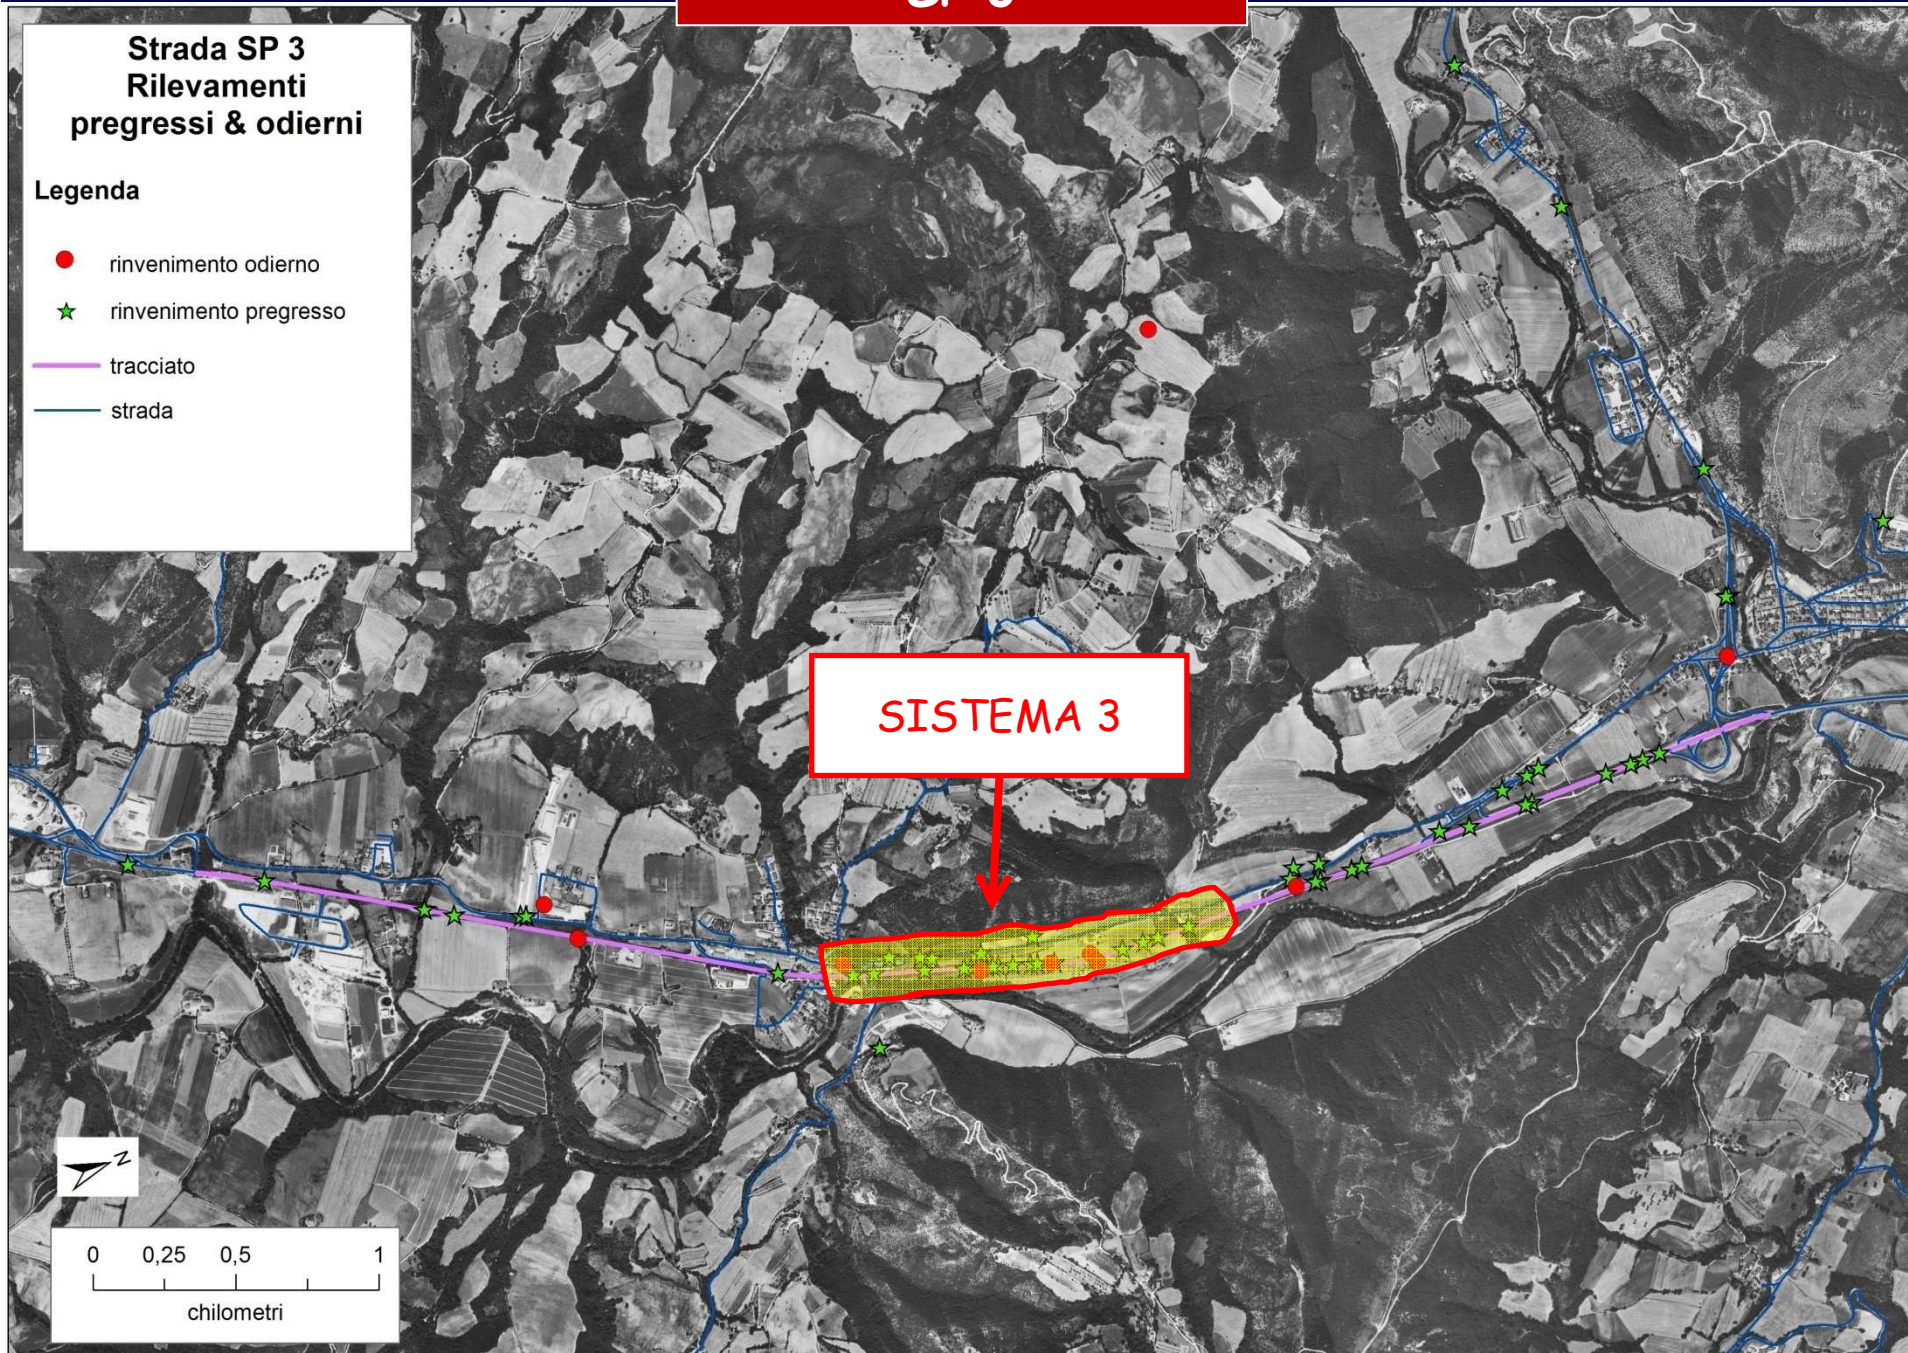 Strada SP 3
Rilevamenti
pregressi & odierni
Legenda
rinvenimento odierno
rinvenimento pregresso
tracciato
strada
SISTEMA 3
N
0 0,25 0,5 1
chilometri